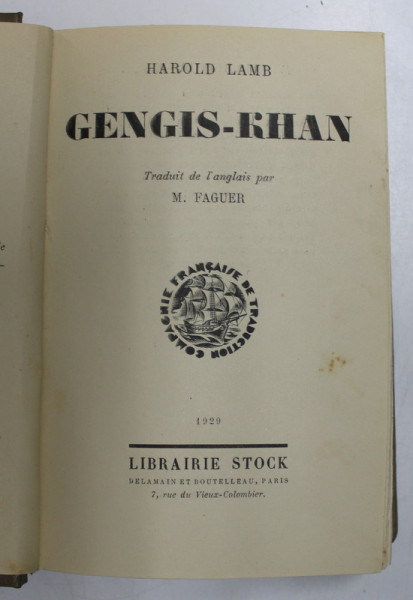 HAROLD LAMB
GENGIS-KHAN
Traduit de l'anglais par
M. FAGUER
COMPAGNIE FRANÇAISE DE TRADUCTION
1929
LIBRAIRIE STOCK
DELAMAIN ET BOUTELLEAU, PARIS
7, rue du Vieux-Colombier.